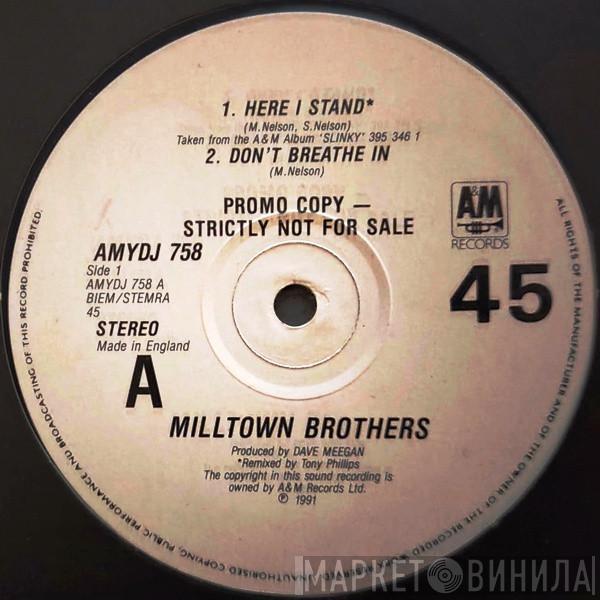 1. HERE I STAND*
(M.Nelson, S.Nelson)
Taken from the A&M Album 'SLINKY' 395 346 1
2. DON'T BREATHE IN
(M.Nelson)
PROMO COPY —
STRICTLY NOT FOR SALE
A&M
RECORDS
AMYDJ 758
Side 1
AMYDJ 758 A
BIEM/STEMRA
45
STEREO
Made in England
A
45
MILLTOWN BROTHERS
Produced by DAVE MEEGAN
*Remixed by Tony Phillips
The copyright in this sound recording is
owned by A&M Records Ltd.
℗ 1991
ALL RIGHTS OF THE MANUFACTURER AND OF THE OWNER OF THE RECORDED WORK RESERVED. UNAUTHORISED COPYING, PUBLIC PERFORMANCE AND BROADCASTING OF THIS RECORD PROHIBITED.
МАРКЕТ ВИНИЛА